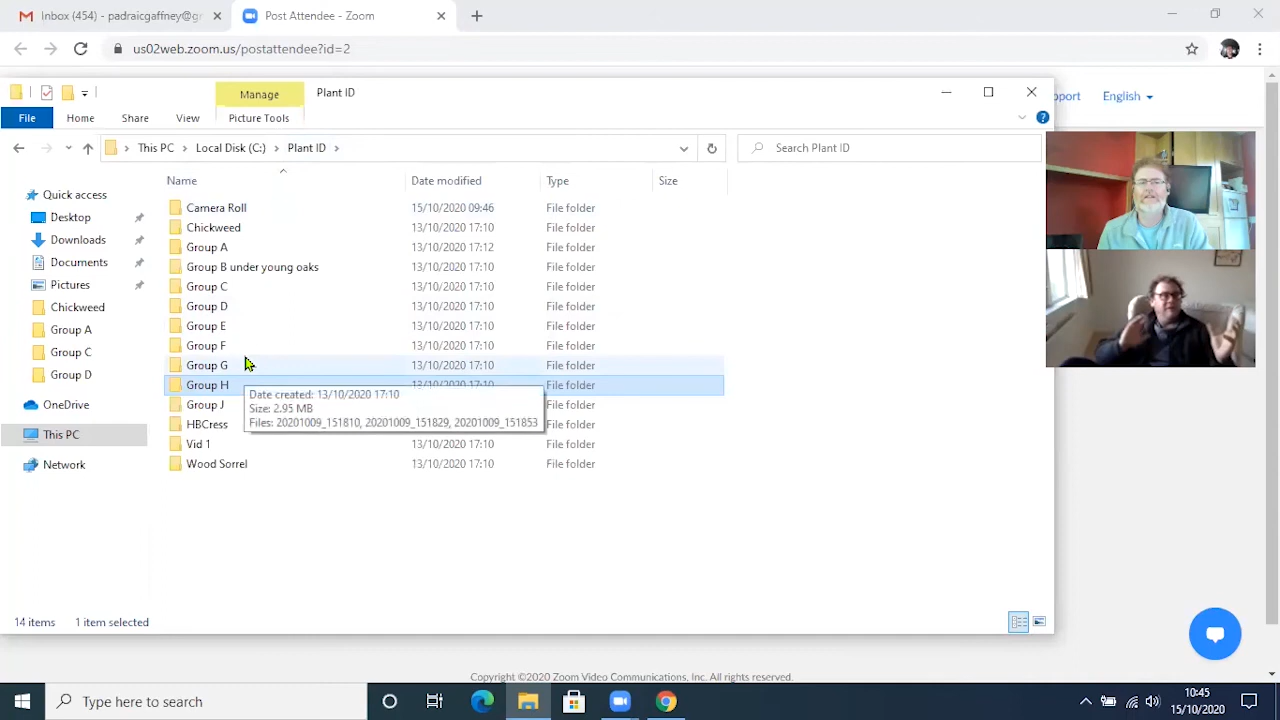 Inbox (454) - padraicgaffney@gr
Post Attendee - Zoom
us02web.zoom.us/postattendee?id=2
Manage
Plant ID
pport
English
File
Home
Share
View
Picture Tools
This PC
Local Disk (C:)
Plant ID
Search Plant ID
Name
Date modified
Type
Size
Quick access
Desktop
Downloads
Documents
Pictures
Chickweed
Group A
Group C
Group D
OneDrive
This PC
Network
Camera Roll 15/10/2020 09:46 File folder
Chickweed 13/10/2020 17:10 File folder
Group A 13/10/2020 17:12 File folder
Group B under young oaks 13/10/2020 17:10 File folder
Group C 13/10/2020 17:10 File folder
Group D 13/10/2020 17:10 File folder
Group E 13/10/2020 17:10 File folder
Group F 13/10/2020 17:10 File folder
Group G 13/10/2020 17:10 File folder
Group H 13/10/2020 17:10 File folder
Group J File folder
HBCress File folder
Vid 1 13/10/2020 17:10 File folder
Wood Sorrel 13/10/2020 17:10 File folder
Date created: 13/10/2020 17:10
Size: 2.95 MB
Files: 20201009_151810, 20201009_151829, 20201009_151853
14 items
1 item selected
Copyright ©2020 Zoom Video Communications, Inc. All rights reserved.
Type here to search
10:45
15/10/2020